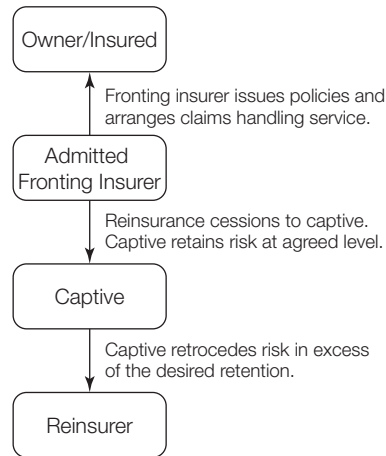 Owner/Insured
Fronting insurer issues policies and
arranges claims handling service.
Admitted
Fronting Insurer
Reinsurance cessions to captive.
Captive retains risk at agreed level.
Captive
Captive retrocedes risk in excess
of the desired retention.
Reinsurer